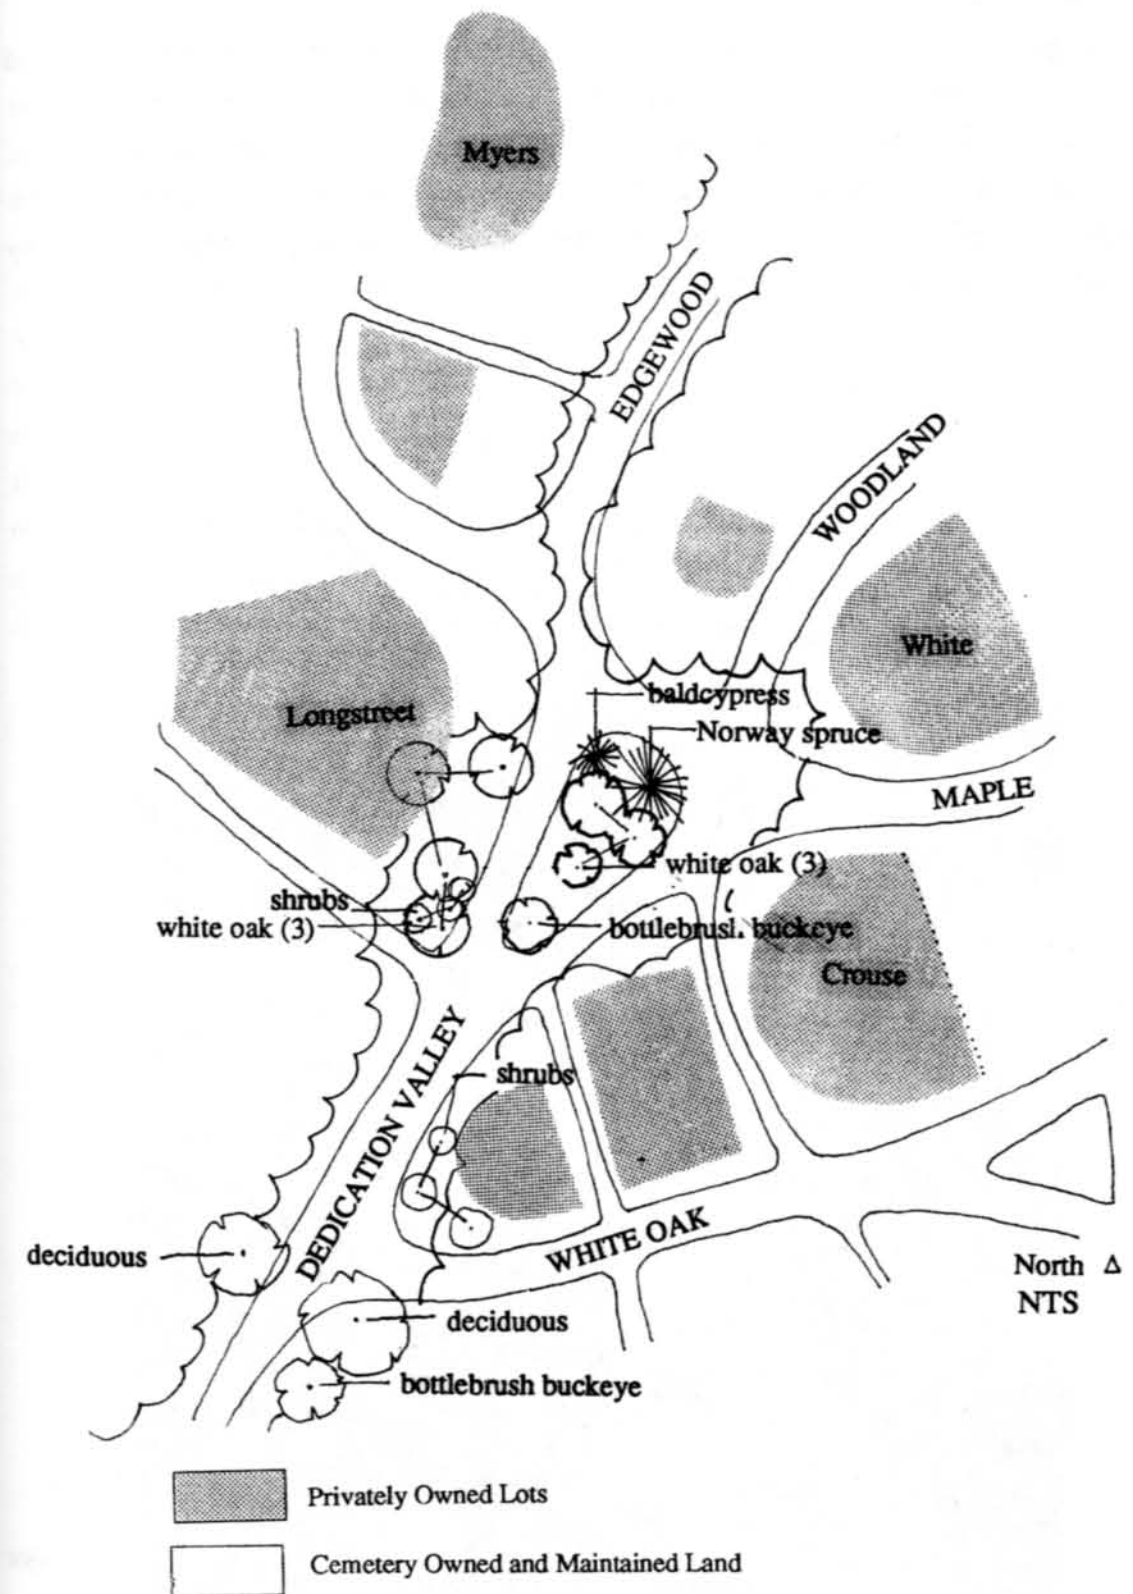 Myers
EDGEWOOD
WOODLAND
White
baldcypress
Longstreet
Norway spruce
MAPLE
white oak (3)
shrubs
white oak (3)
bottlebrusl. buckeye
Crouse
DEDICATION VALLEY
shrubs
WHITE OAK
deciduous
North Δ
NTS
deciduous
bottlebrush buckeye
Privately Owned Lots
Cemetery Owned and Maintained Land